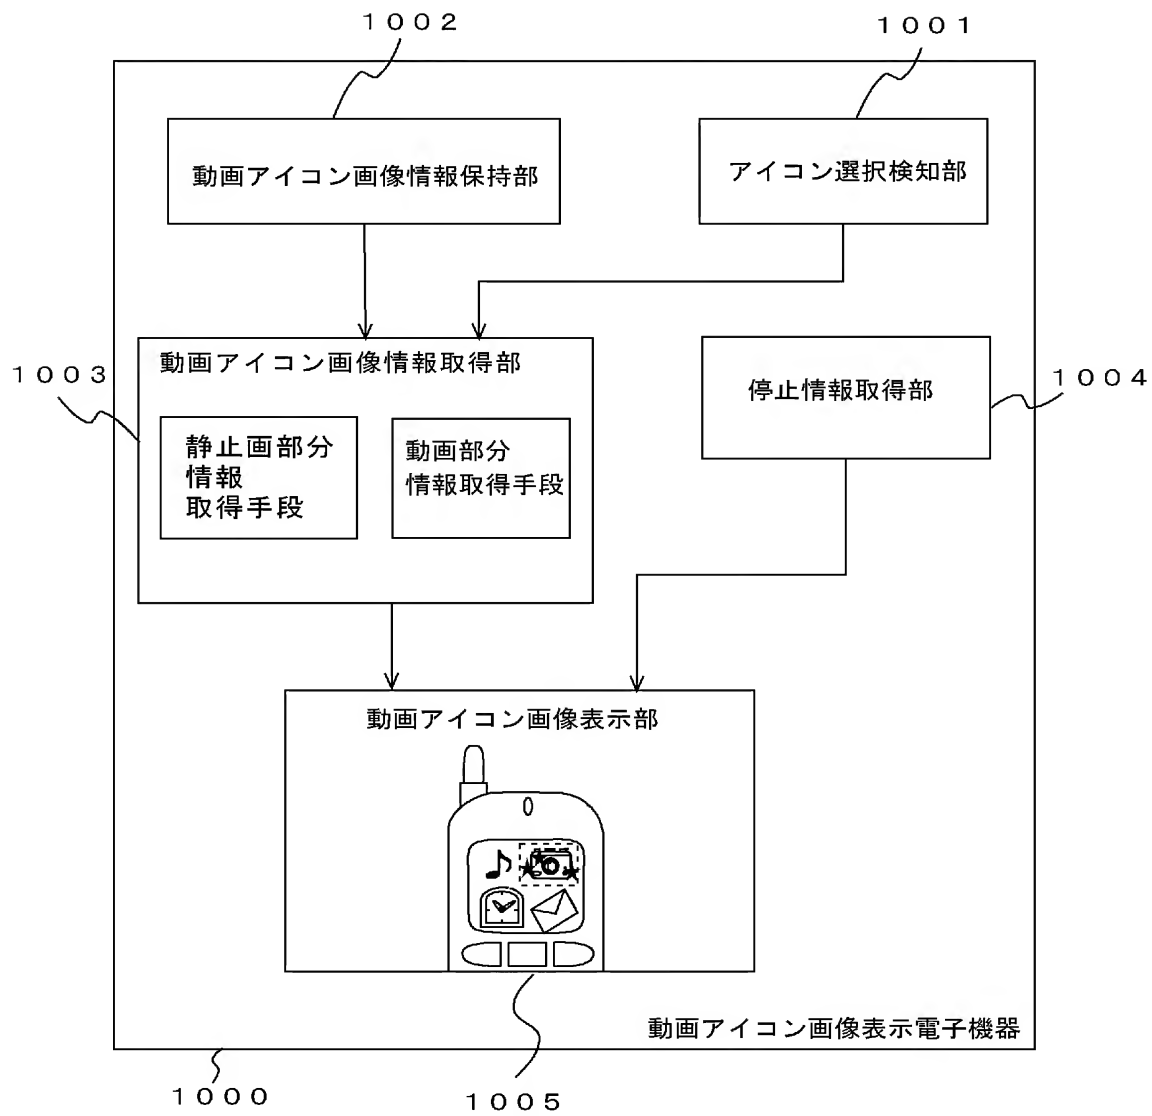 １００２
１００１
動画アイコン画像情報保持部
アイコン選択検知部
動画アイコン画像情報取得部
１００３
静止画部分
情報
取得手段
動画部分
情報取得手段
停止情報取得部
１００４
動画アイコン画像表示部
動画アイコン画像表示電子機器
１０００
１００５